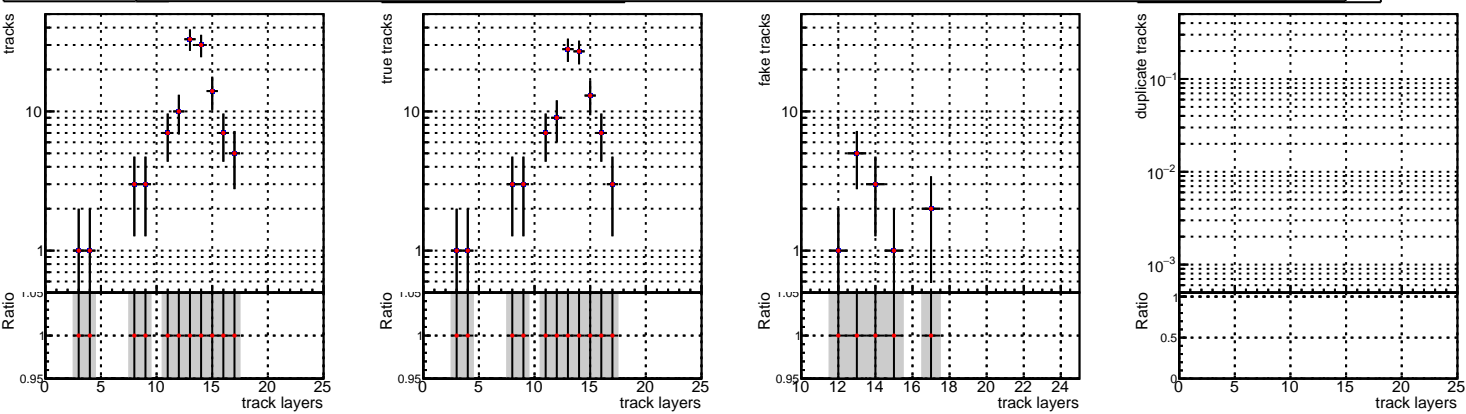 tracks
10
1
Ratio
1.05
1
0.95
0 5 10 15 20 25
track layers
true tracks
10
1
Ratio
1.05
1
0.95
0 5 10 15 20 25
track layers
fake tracks
10
1
Ratio
1.05
1
0.95
10 12 14 16 18 20 22 24
track layers
duplicate tracks
10⁻¹
10⁻²
10⁻³
Ratio
1
0.5
0
0 5 10 15 20 25
track layers